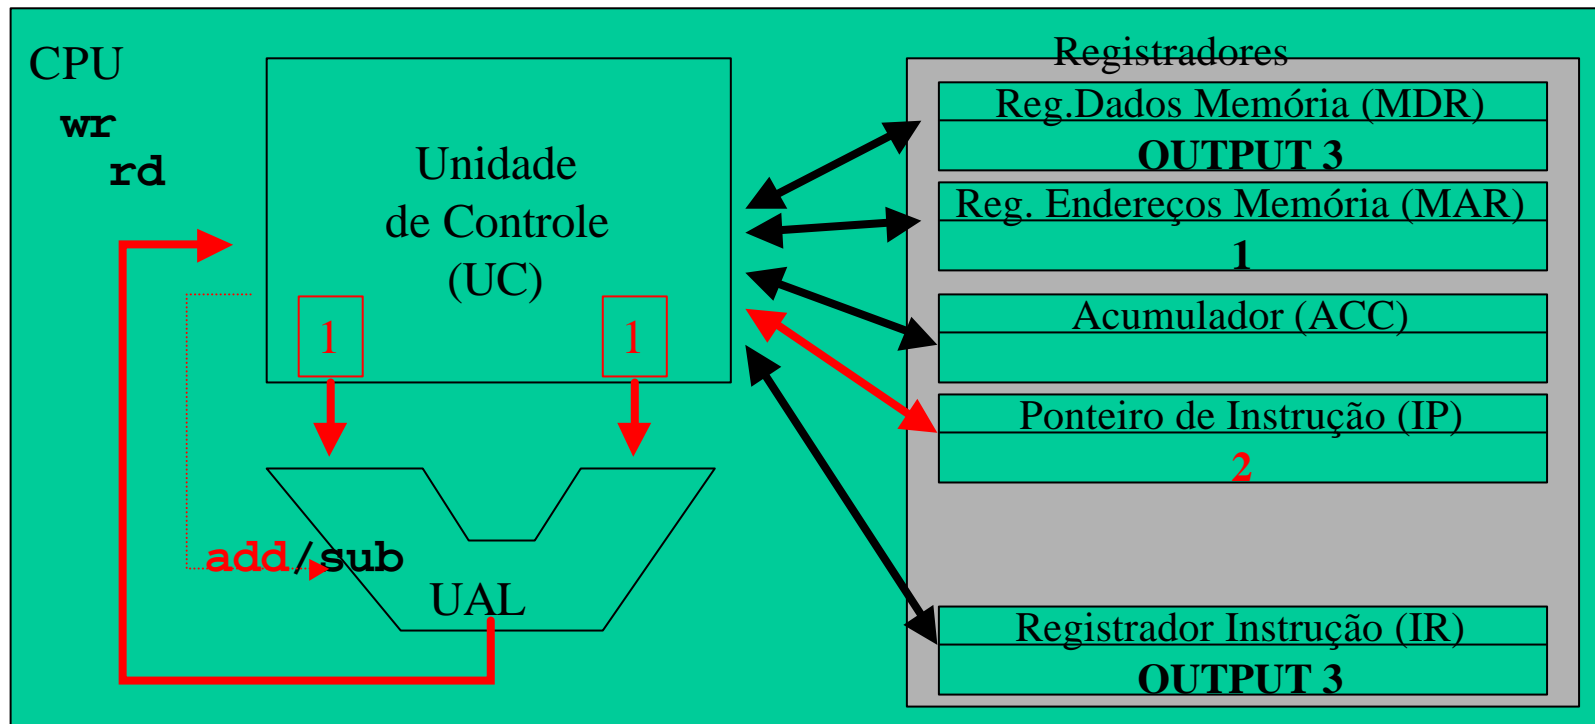 CPU
wr
rd
Unidade
de Controle
(UC)
1
1
add/sub
UAL
Registradores
Reg.Dados Memória (MDR)
OUTPUT 3
Reg. Endereços Memória (MAR)
1
Acumulador (ACC)
Ponteiro de Instrução (IP)
2
Registrador Instrução (IR)
OUTPUT 3